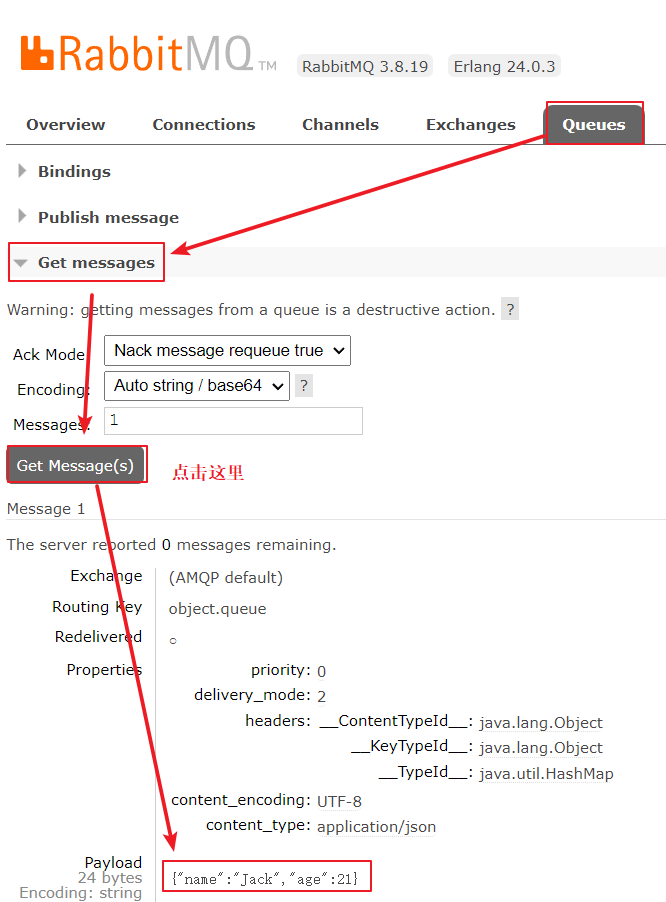 RabbitMQ™ RabbitMQ 3.8.19 Erlang 24.0.3
Overview Connections Channels Exchanges Queues
Bindings
Publish message
Get messages
Warning: getting messages from a queue is a destructive action. ?
Ack Mode: Nack message requeue true
Encoding: Auto string / base64 ?
Messages: 1
Get Message(s) 点击这里
Message 1
The server reported 0 messages remaining.
Exchange (AMQP default)
Routing Key object.queue
Redelivered ○
Properties priority: 0
delivery_mode: 2
headers: __ContentTypeId__: java.lang.Object
__KeyTypeId__: java.lang.Object
__TypeId__: java.util.HashMap
content_encoding: UTF-8
content_type: application/json
Payload
24 bytes
Encoding: string
{"name":"Jack","age":21}